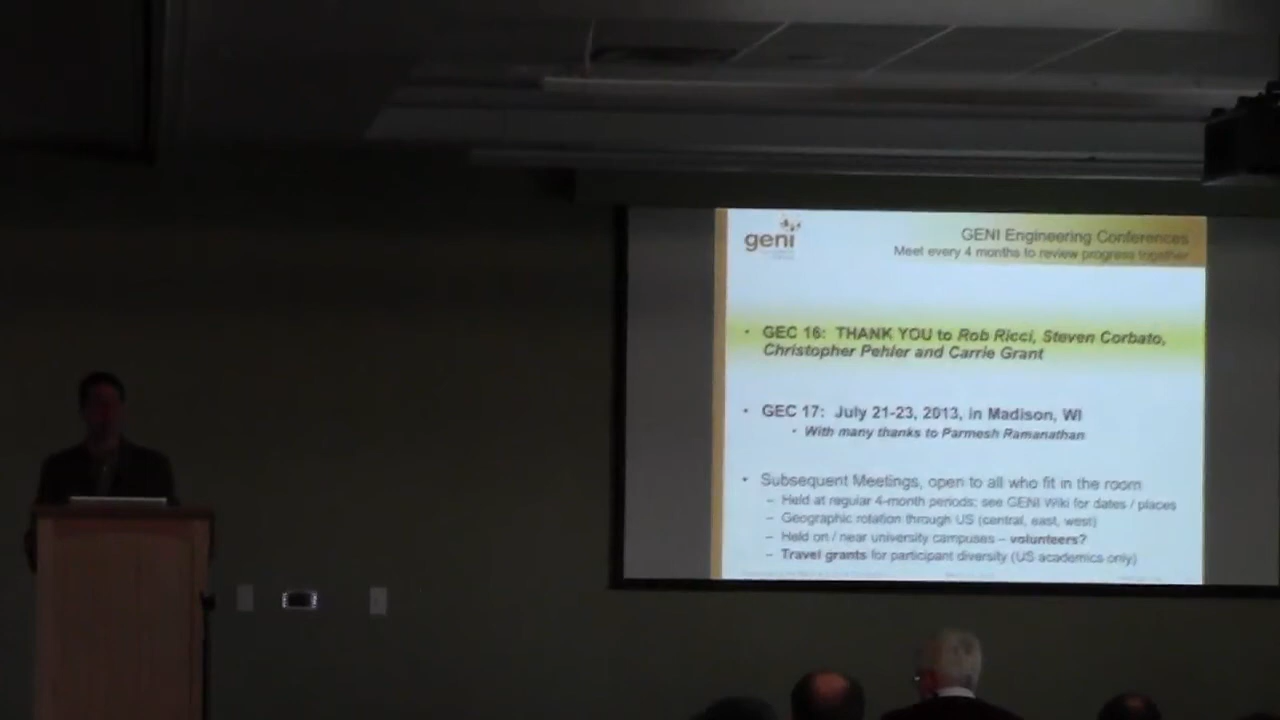 geni
GENI Engineering Conferences
Meet every 4 months to review progress together
• GEC 16: THANK YOU to Rob Ricci, Steven Corbato,
Christopher Pehler and Carrie Grant
• GEC 17: July 21-23, 2013, in Madison, WI
• With many thanks to Parmesh Ramanathan
• Subsequent Meetings, open to all who fit in the room
– Held at regular 4-month periods; see GENI Wiki for dates / places
– Geographic rotation through US (central, east, west)
– Held on / near university campuses – volunteers?
– Travel grants for participant diversity (US academics only)